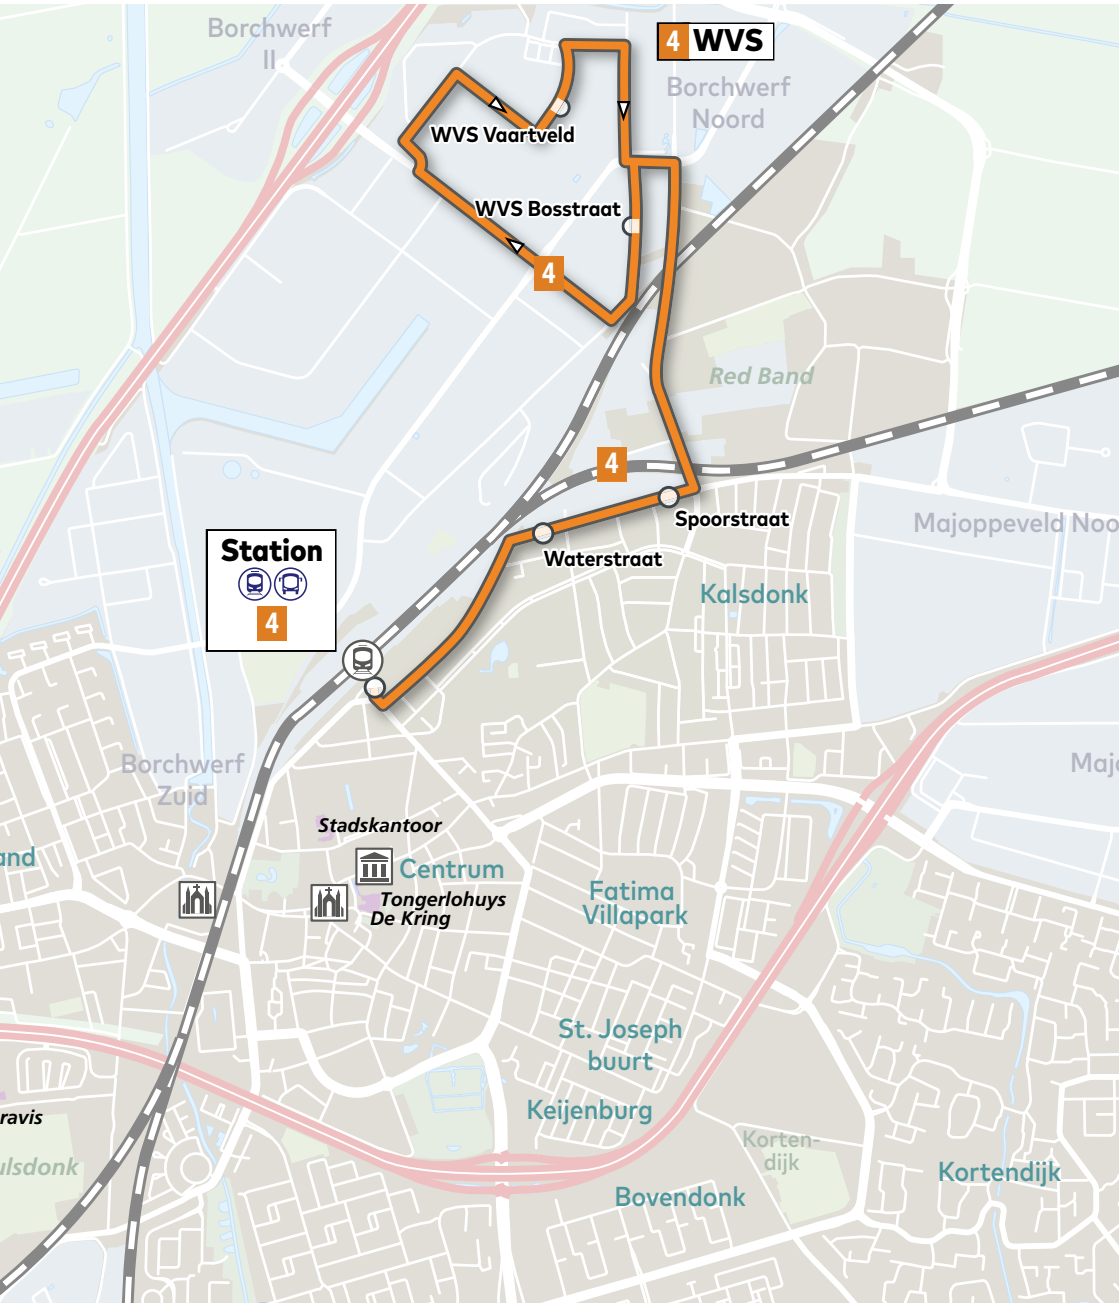 Borchwerf
II
4 WVS
Borchwerf
Noord
WVS Vaartveld
WVS Bosstraat
4
Red Band
4
Spoorstraat
Majoppeveld Noo
Waterstraat
Station
4
Kalsdonk
Borchwerf
Zuid
Majo
Stadskantoor
and
Centrum
Tongerlohuys
De Kring
Fatima
Villapark
St. Joseph
buurt
Keijenburg
ravis
Korten-
dijk
ulsdonk
Kortendijk
Bovendonk